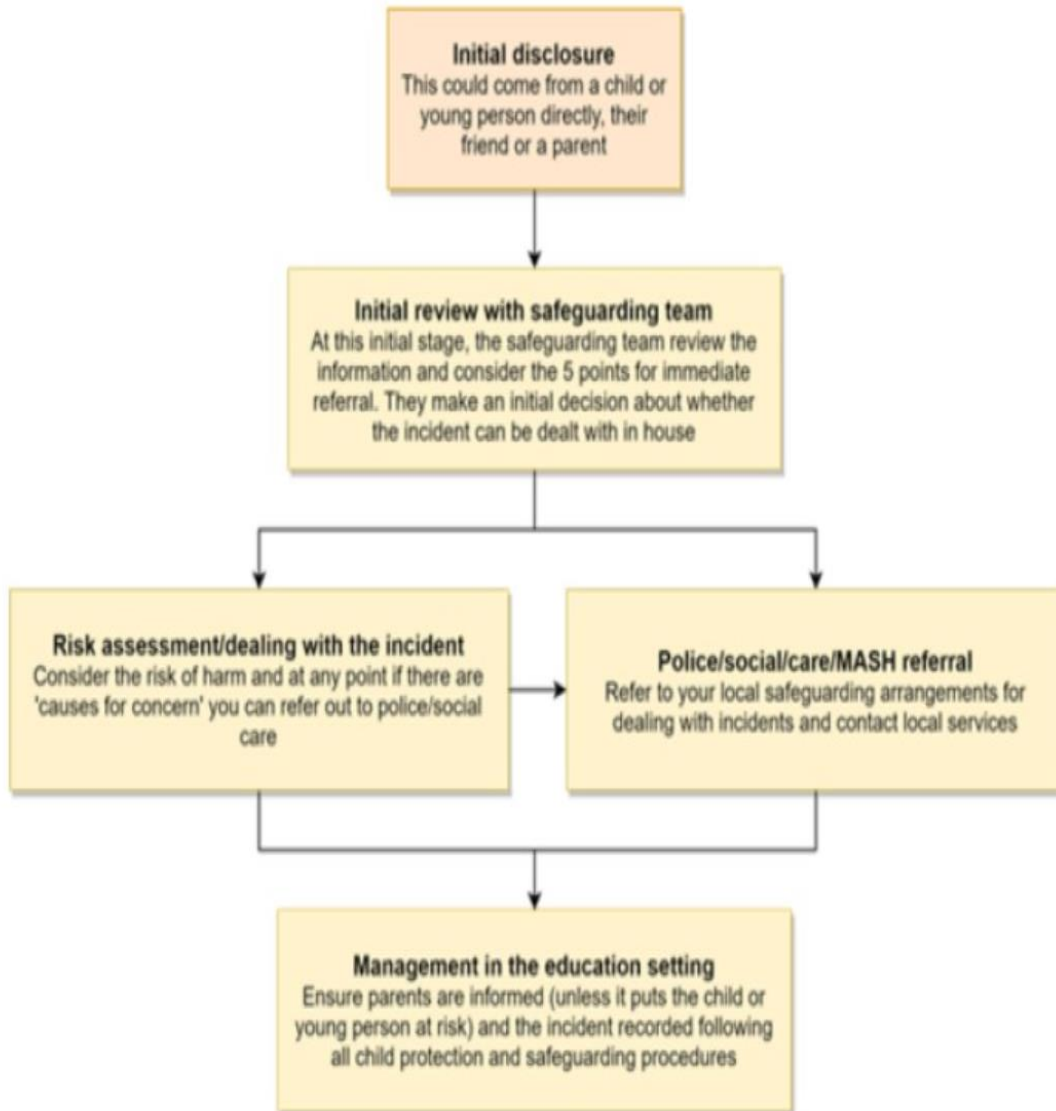 Initial disclosure
This could come from a child or
young person directly, their
friend or a parent
Initial review with safeguarding team
At this initial stage, the safeguarding team review the
information and consider the 5 points for immediate
referral. They make an initial decision about whether
the incident can be dealt with in house
Risk assessment/dealing with the incident
Consider the risk of harm and at any point if there are
'causes for concern' you can refer out to police/social
care
Police/social/care/MASH referral
Refer to your local safeguarding arrangements for
dealing with incidents and contact local services
Management in the education setting
Ensure parents are informed (unless it puts the child or
young person at risk) and the incident recorded following
all child protection and safeguarding procedures